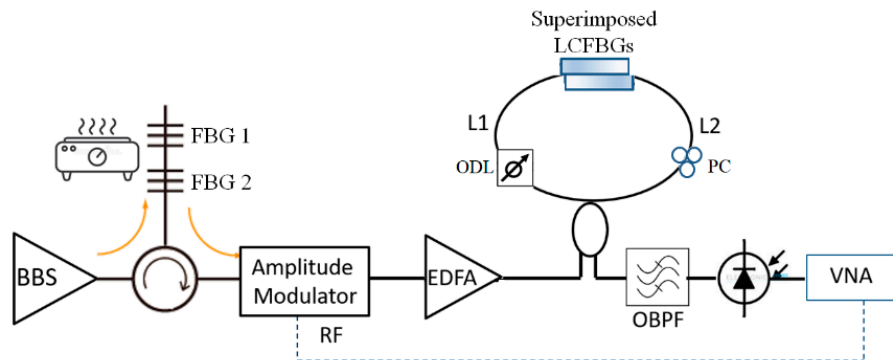 Superimposed
LCFBGs
L1
L2
FBG 1
FBG 2
ODL
PC
BBS
Amplitude
Modulator
RF
EDFA
OBPF
VNA